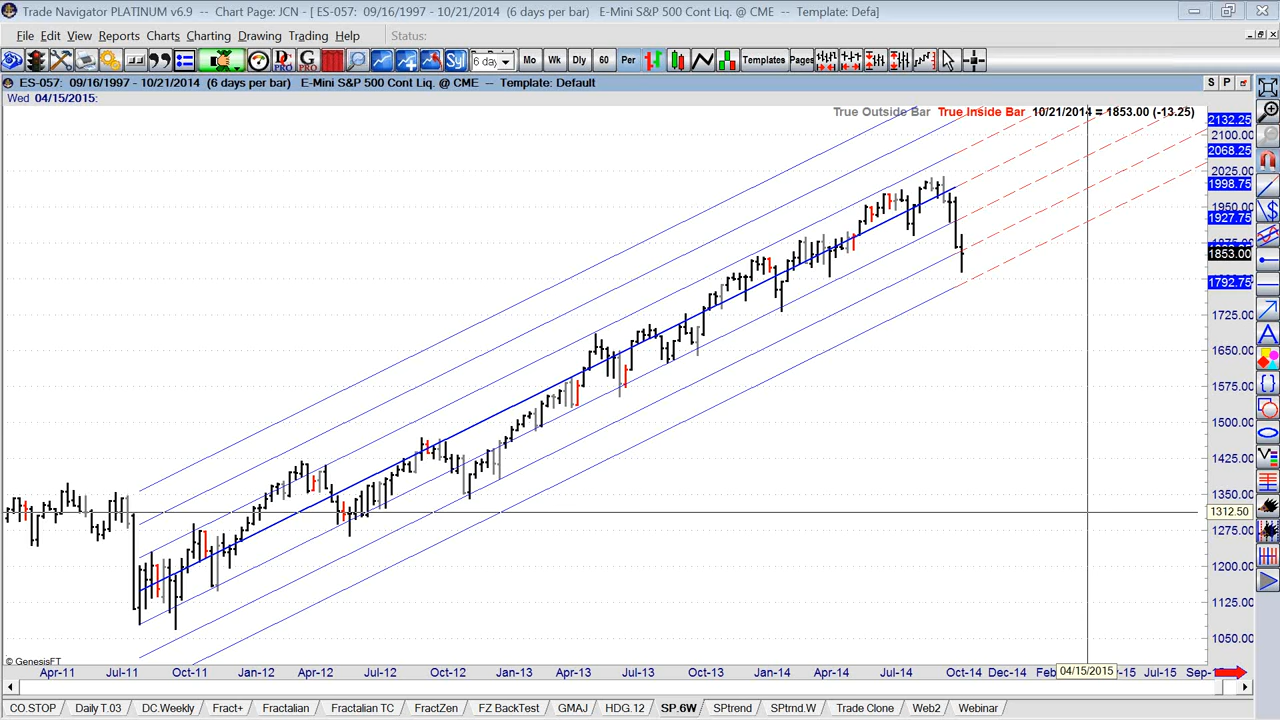 Trade Navigator PLATINUM v6.9 — Chart Page: JCN - [ ES-057: 09/16/1997 - 10/21/2014 (6 days per bar) E-Mini S&P 500 Cont Liq. @ CME – Template: Defa]
File Edit View Reports Charts Charting Drawing Trading Help Status:
6 day Mo Wk Dly 60 Per Templates Pages
ES-057: 09/16/1997 - 10/21/2014 (6 days per bar) E-Mini S&P 500 Cont Liq. @ CME – Template: Default S P
Wed 04/15/2015:
True Outside Bar True Inside Bar 10/21/2014 = 1853.00 (-13.25)
2132.25
2100.00
2068.25
2025.00
1998.75
1950.00
1927.75
1853.00
1792.75
1725.00
1650.00
1575.00
1500.00
1425.00
1350.00
1312.50
1275.00
1200.00
1125.00
1050.00
© GenesisFT
Apr-11 Jul-11 Oct-11 Jan-12 Apr-12 Jul-12 Oct-12 Jan-13 Apr-13 Jul-13 Oct-13 Jan-14 Apr-14 Jul-14 Oct-14 Dec-14 04/15/2015 Jul-15
CO.STOP Daily T.03 DC.Weekly Fract+ Fractalian Fractalian TC FractZen FZ BackTest GMAJ HDG.12 SP.6W SPtrend SPtrnd.W Trade Clone Web2 Webinar